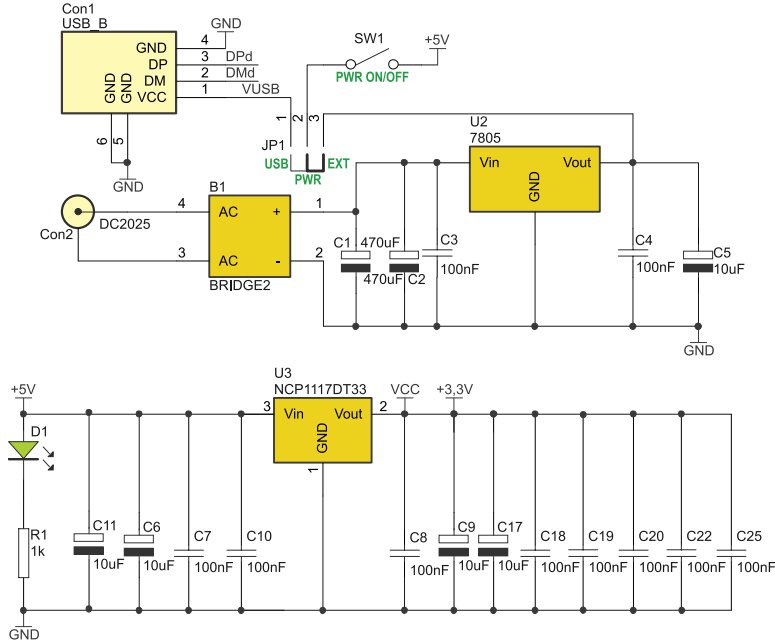 Con1
USB_B
GND
GND 4
DP 3 DPd
DM 2 DMd
VCC 1 VUSB
GND
GND
6
5
GND
SW1
+5V
PWR ON/OFF
1
2
3
JP1
USB
EXT
PWR
U2
7805
Vin
Vout
GND
B1
4 AC + 1
DC2025
Con2
3 AC - 2
BRIDGE2
C1
470uF
470uF
C2
C3
100nF
C4
100nF
C5
10uF
GND
+5V
U3
NCP1117DT33
VCC
+3,3V
3 Vin Vout 2
GND
1
D1
R1
1k
C11
10uF
C6
10uF
C7
100nF
C10
100nF
C8
100nF
C9
10uF
C17
10uF
C18
100nF
C19
100nF
C20
100nF
C22
100nF
C25
100nF
GND